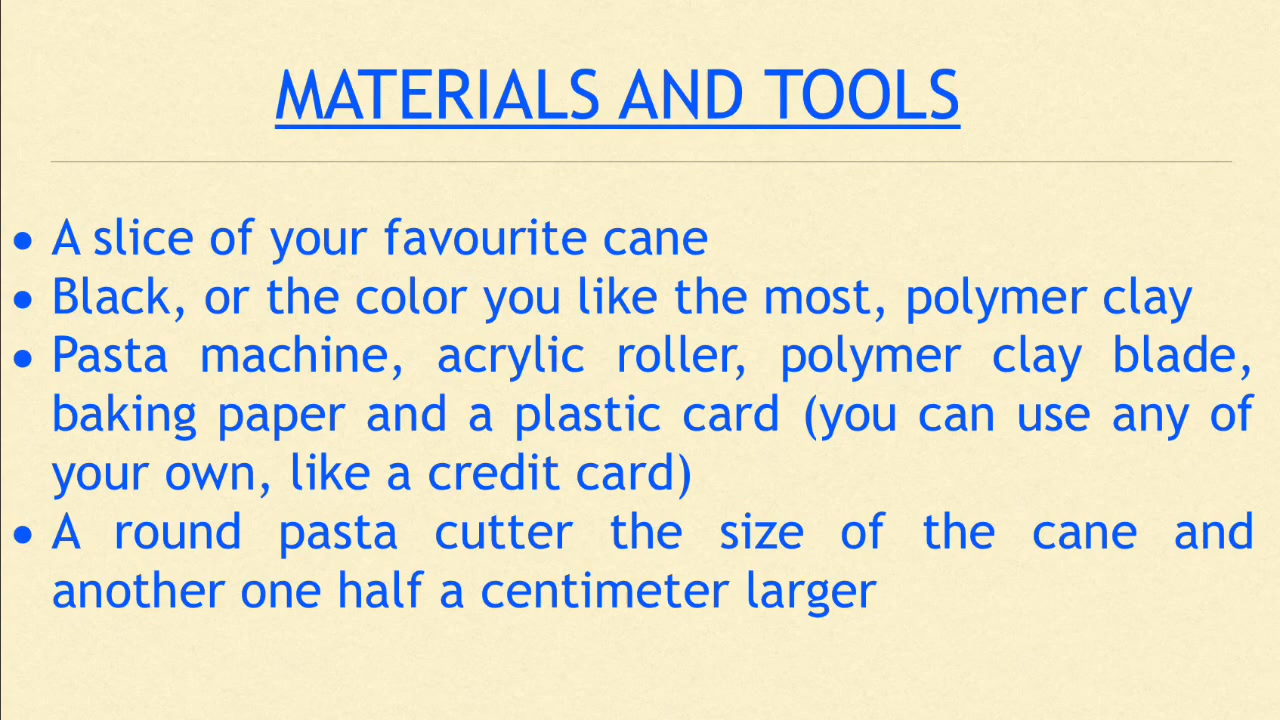 MATERIALS AND TOOLS
• A slice of your favourite cane
• Black, or the color you like the most, polymer clay
• Pasta machine, acrylic roller, polymer clay blade,
baking paper and a plastic card (you can use any of
your own, like a credit card)
• A round pasta cutter the size of the cane and
another one half a centimeter larger